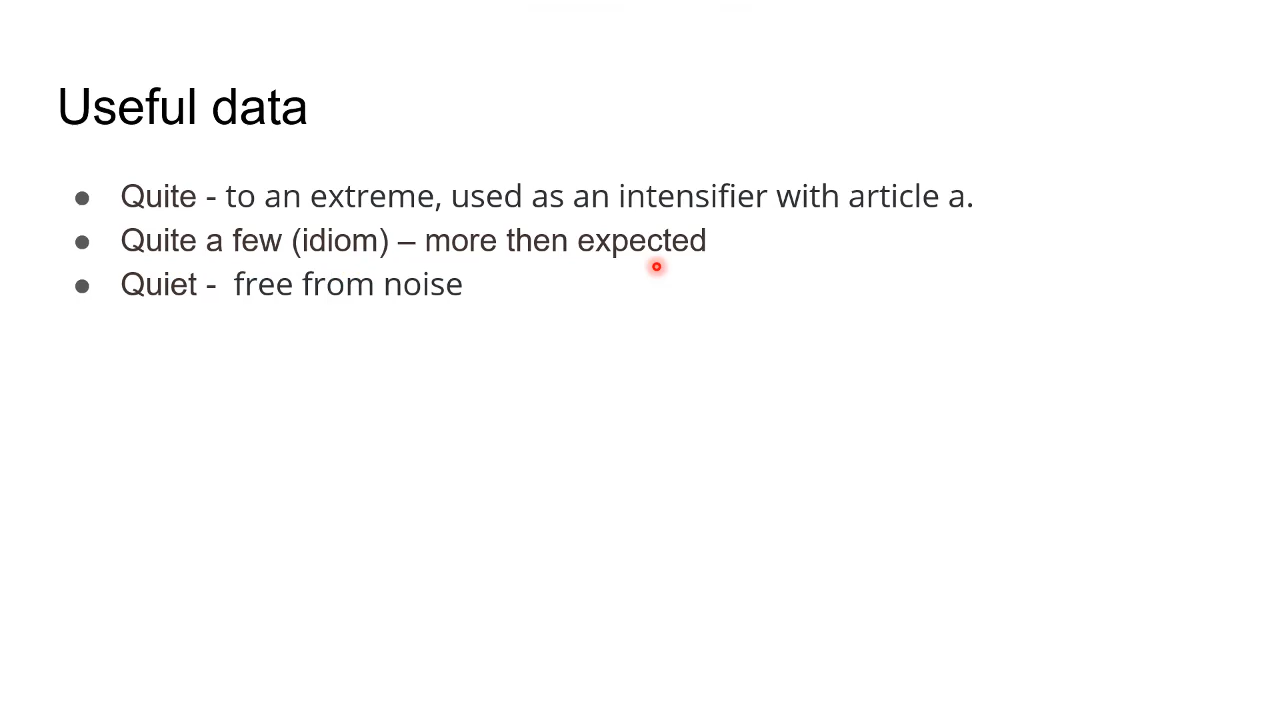 Useful data
● Quite - to an extreme, used as an intensifier with article a.
● Quite a few (idiom) – more then expected
● Quiet -  free from noise